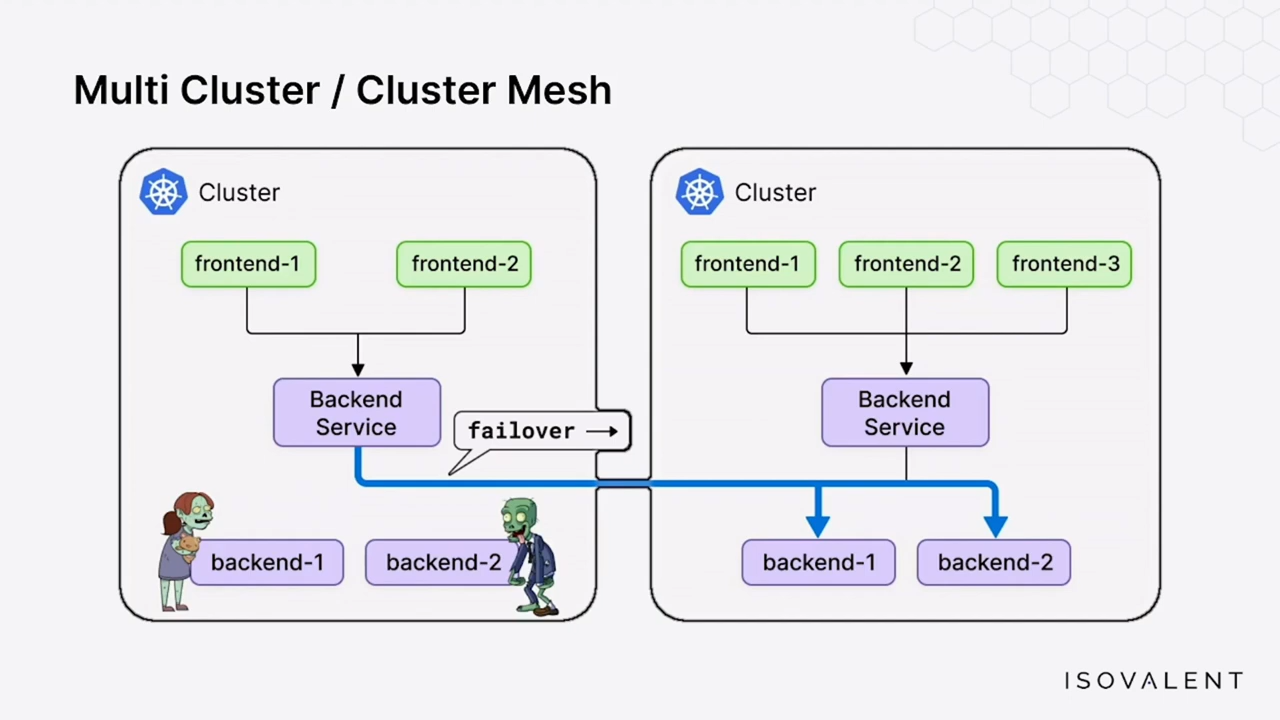 Multi Cluster / Cluster Mesh
Cluster
frontend-1
frontend-2
Backend
Service
failover →
backend-1
backend-2
Cluster
frontend-1
frontend-2
frontend-3
Backend
Service
backend-1
backend-2
ISOVALENT